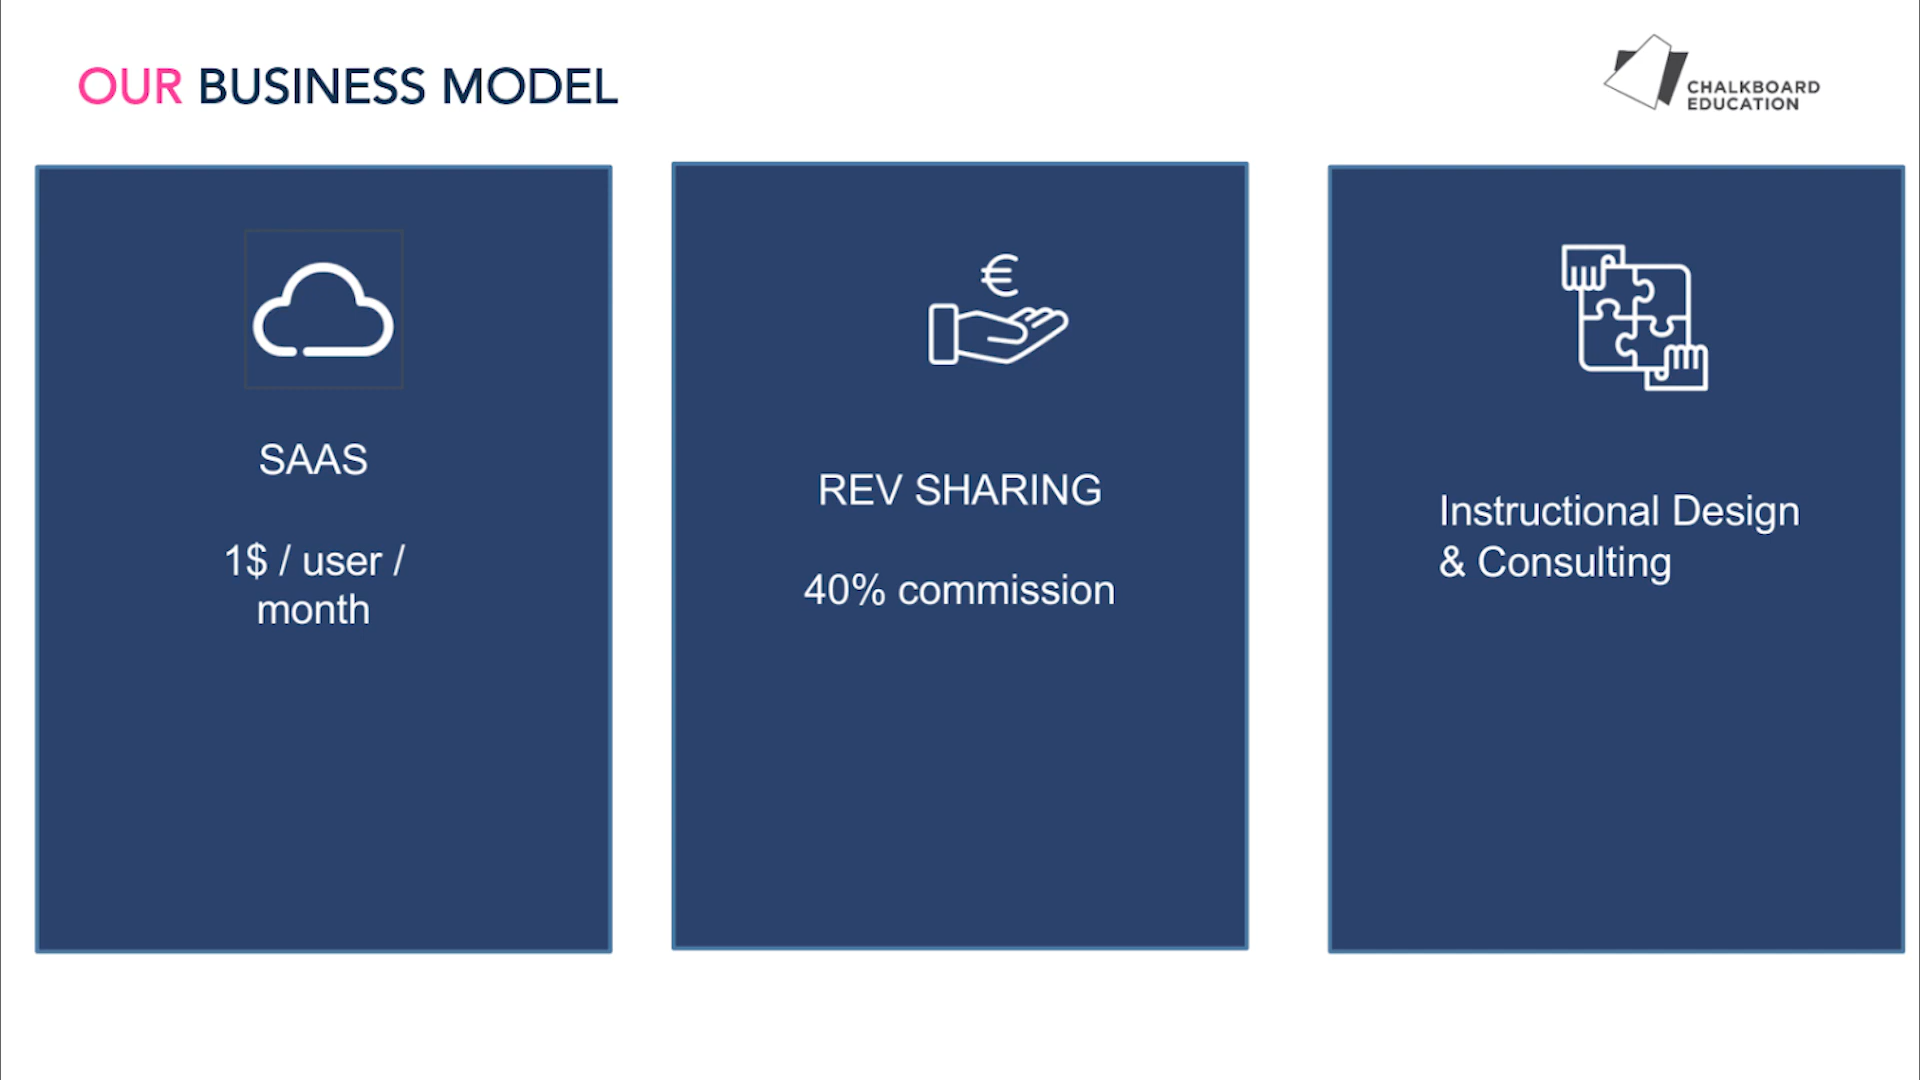 OUR BUSINESS MODEL
CHALKBOARD
EDUCATION
SAAS
1$ / user /
month
€
REV SHARING
40% commission
Instructional Design
& Consulting